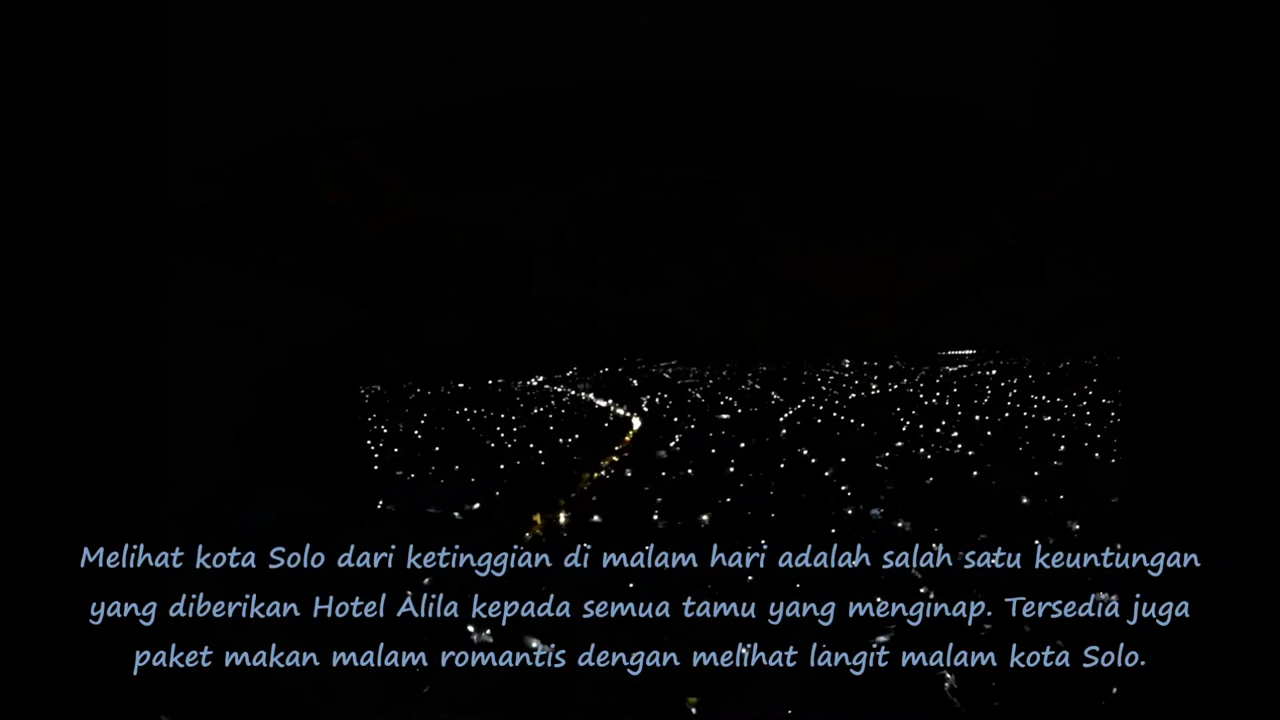 Melihat kota Solo dari ketinggian di malam hari adalah salah satu keuntungan
yang diberikan Hotel Alila kepada semua tamu yang menginap. Tersedia juga
paket makan malam romantis dengan melihat langit malam kota Solo.